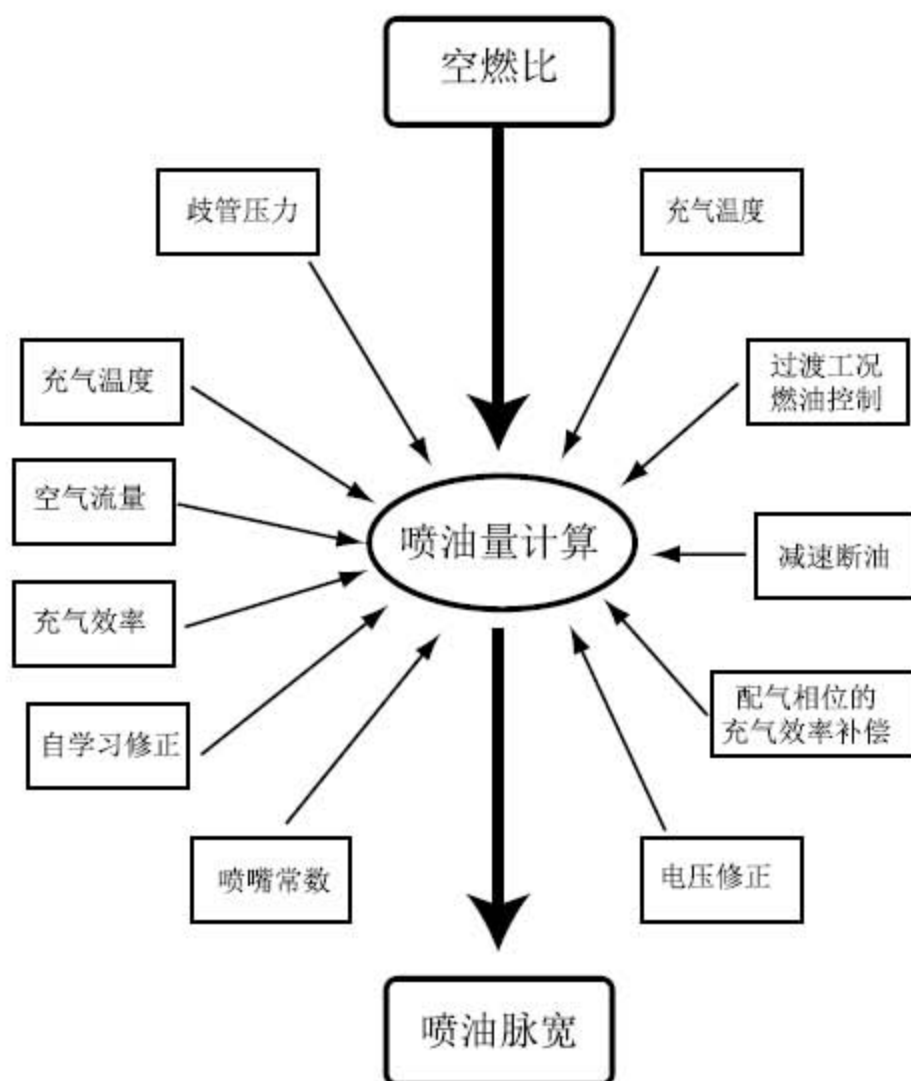 空燃比
歧管压力
充气温度
充气温度
过渡工况
燃油控制
空气流量
喷油量计算
减速断油
充气效率
配气相位的
充气效率补偿
自学习修正
喷嘴常数
电压修正
喷油脉宽